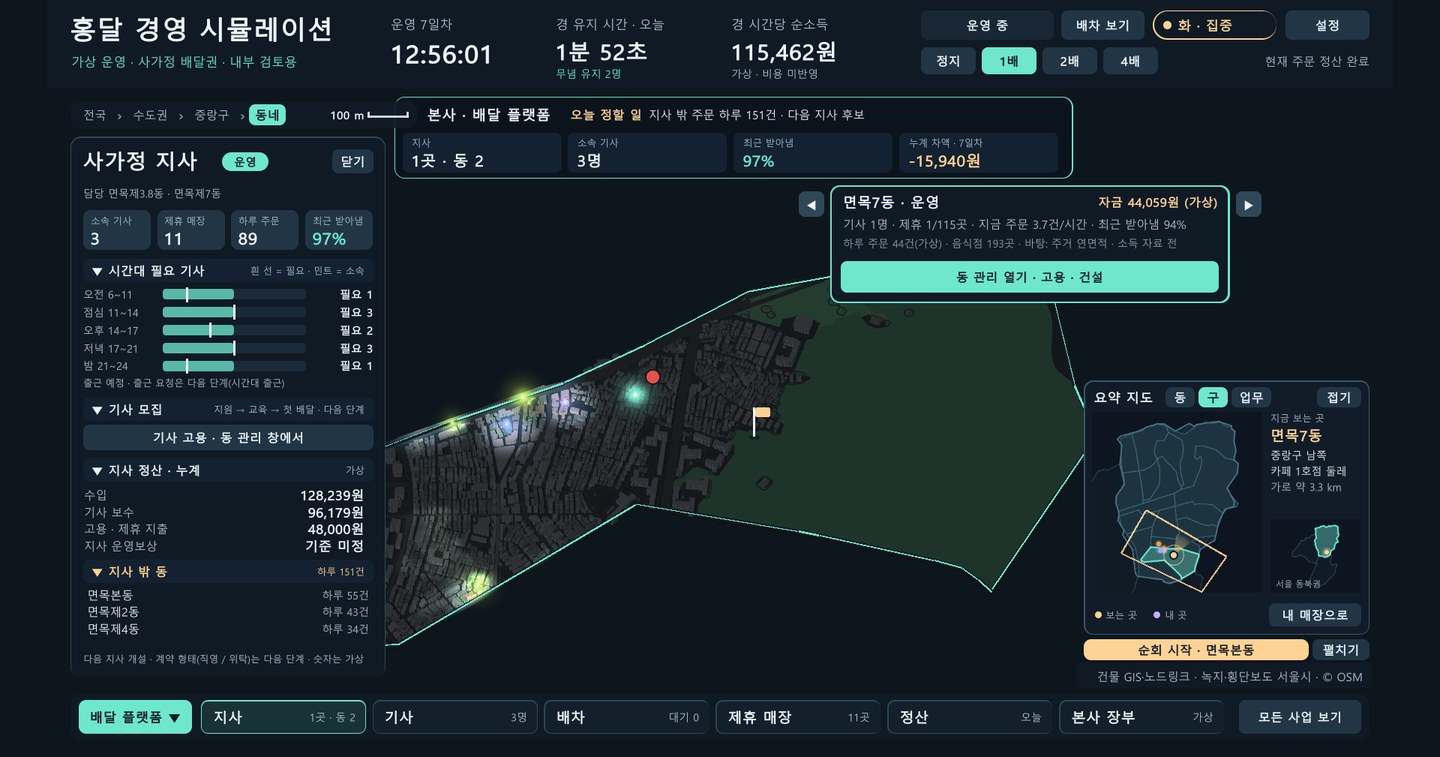 홍달 경영 시뮬레이션
가상 운영 · 사가정 배달권 · 내부 검토용
운영 7일차
12:56:01
경 유지 시간 · 오늘
1분 52초
무냄 유지 2명
경 시간당 순소득
115,462원
가상 · 비용 미반영
운영 중
배차 보기
화 · 집중
설정
정지
1배
2배
4배
현재 주문 정산 완료
전국 › 수도권 › 중랑구 › 동네
100 m
본사 · 배달 플랫폼
오늘 정할 일 지사 밖 주문 하루 151건 · 다음 지사 후보
지사
1곳 · 동 2
소속 기사
3명
최근 받아냄
97%
누계 차액 · 7일차
-15,940원
사가정 지사
운영
닫기
담당 면목제3.8동 · 면목제7동
소속 기사
3
제휴 매장
11
하루 주문
89
최근 받아냄
97%
▼ 시간대 필요 기사
흰 선 = 필요 · 민트 = 소속
오전 6~11 필요 1
점심 11~14 필요 3
오후 14~17 필요 2
저녁 17~21 필요 3
밤 21~24 필요 1
출근 예정 · 출근 요청은 다음 단계(시간대 출근)
▼ 기사 모집
지원 → 교육 → 첫 배달 · 다음 단계
기사 고용 · 동 관리 창에서
▼ 지사 정산 · 누계
가상
수입 128,239원
기사 보수 96,179원
고용 · 제휴 지출 48,000원
지사 운영보상 기준 미정
▼ 지사 밖 동
하루 151건
면목본동 하루 55건
면목제2동 하루 43건
면목제4동 하루 34건
다음 지사 개설 · 계약 형태(직영 / 위탁)는 다음 단계 · 숫자는 가상
◀
면목7동 · 운영
자금 44,059원 (가상)
기사 1명 · 제휴 1/115곳 · 지금 주문 3.7건/시간 · 최근 받아냄 94%
하루 주문 44건(가상) · 음식점 193곳 · 바탕: 주거 연면적 · 소득 자료 전
동 관리 열기 · 고용 · 건설
▶
요약 지도
동
구
업무
접기
지금 보는 곳
면목7동
중랑구 남쪽
카페 1호점 둘레
가로 약 3.3 km
서울 동북권
보는 곳
내 곳
내 매장으로
순회 시작 · 면목본동
펼치기
건물 GIS·노드링크 · 녹지·횡단보도 서울시 · © OSM
배달 플랫폼 ▼
지사 1곳 · 동 2
기사 3명
배차 대기 0
제휴 매장 11곳
정산 오늘
본사 장부 가상
모든 사업 보기